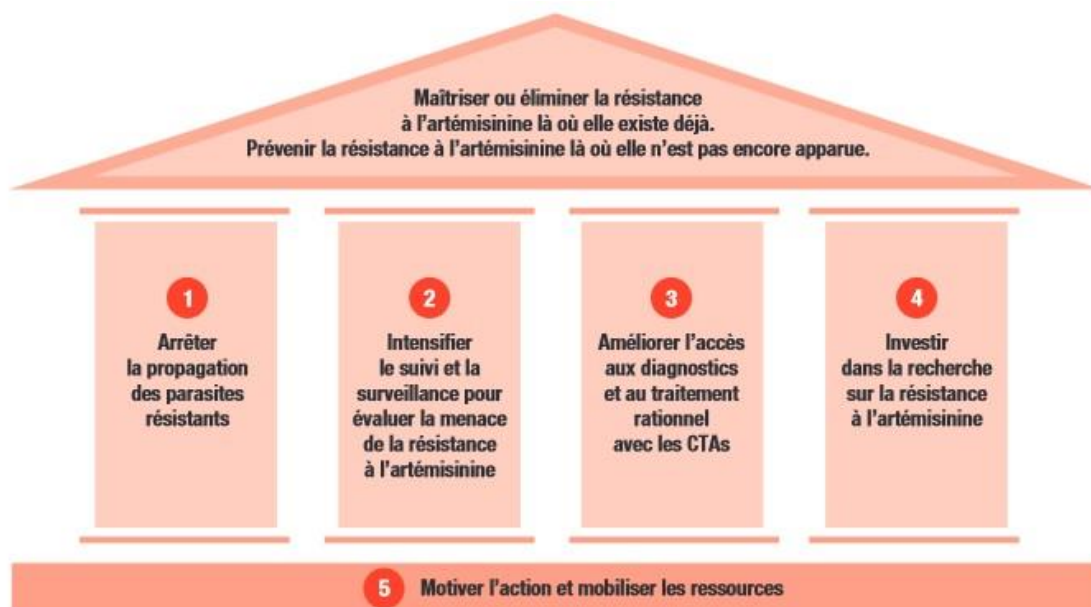 Maîtriser ou éliminer la résistance
à l'artémisinine là où elle existe déjà.
Prévenir la résistance à l'artémisinine là où elle n'est pas encore apparue.
1
Arrêter
la propagation
des parasites
résistants
2
Intensifier
le suivi et la
surveillance pour
évaluer la menace
de la résistance
à l'artémisinine
3
Améliorer l'accès
aux diagnostics
et au traitement
rationnel
avec les CTAs
4
Investir
dans la recherche
sur la résistance
à l'artémisinine
5 Motiver l'action et mobiliser les ressources